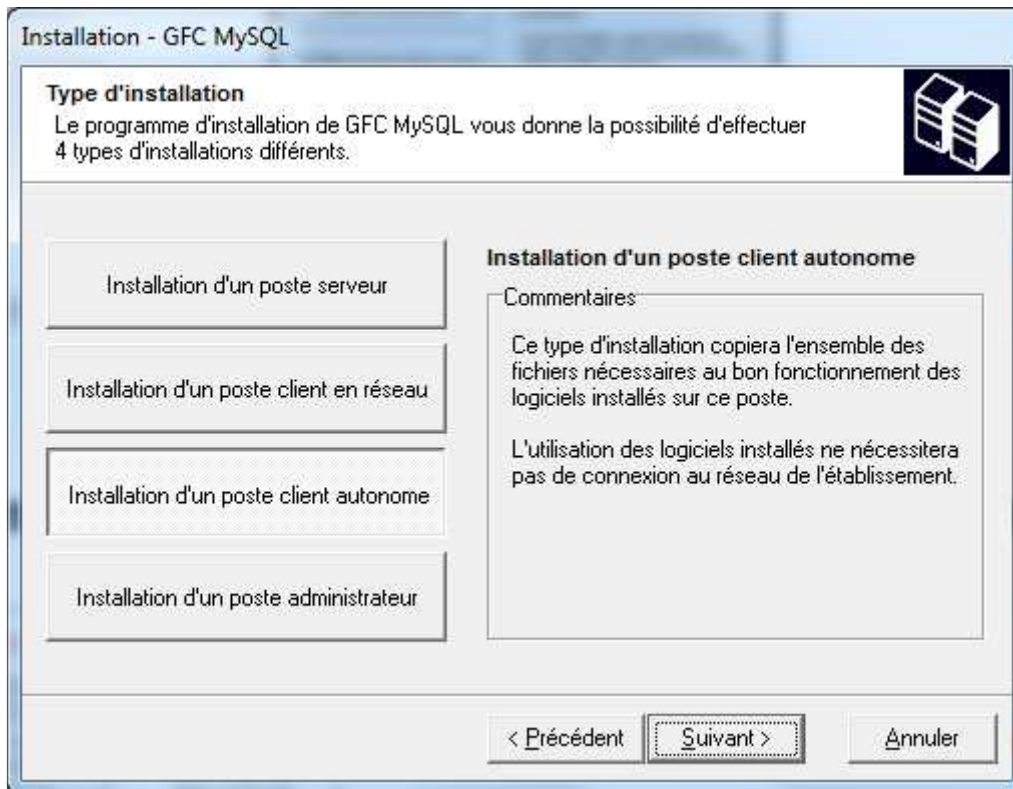 Installation - GFC MySQL
Type d'installation
Le programme d'installation de GFC MySQL vous donne la possibilité d'effectuer
4 types d'installations différents.
Installation d'un poste serveur
Installation d'un poste client en réseau
Installation d'un poste client autonome
Installation d'un poste administrateur
Installation d'un poste client autonome
Commentaires
Ce type d'installation copiera l'ensemble des
fichiers nécessaires au bon fonctionnement des
logiciels installés sur ce poste.
L'utilisation des logiciels installés ne nécessitera
pas de connexion au réseau de l'établissement.
< Précédent
Suivant >
Annuler